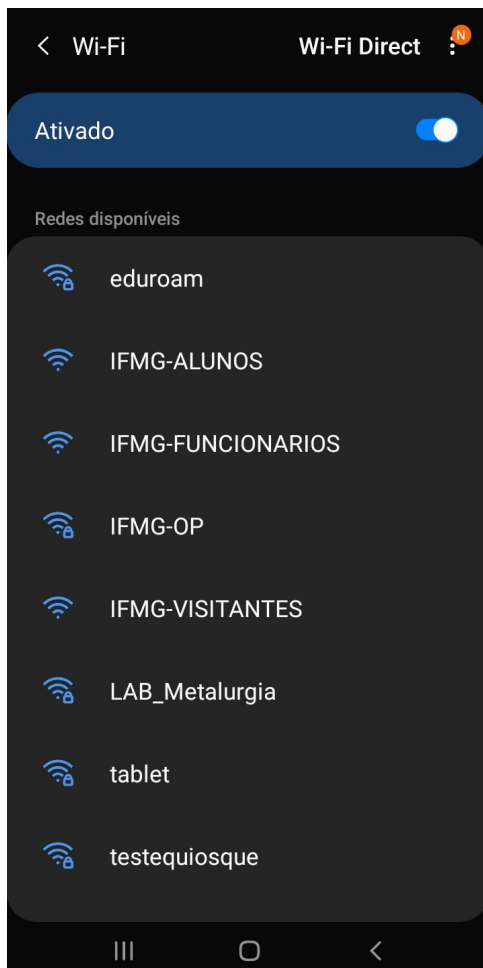 Wi-Fi Wi-Fi Direct N
Ativado
Redes disponíveis
eduroam
IFMG-ALUNOS
IFMG-FUNCIONARIOS
IFMG-OP
IFMG-VISITANTES
LAB_Metalurgia
tablet
testequiosque